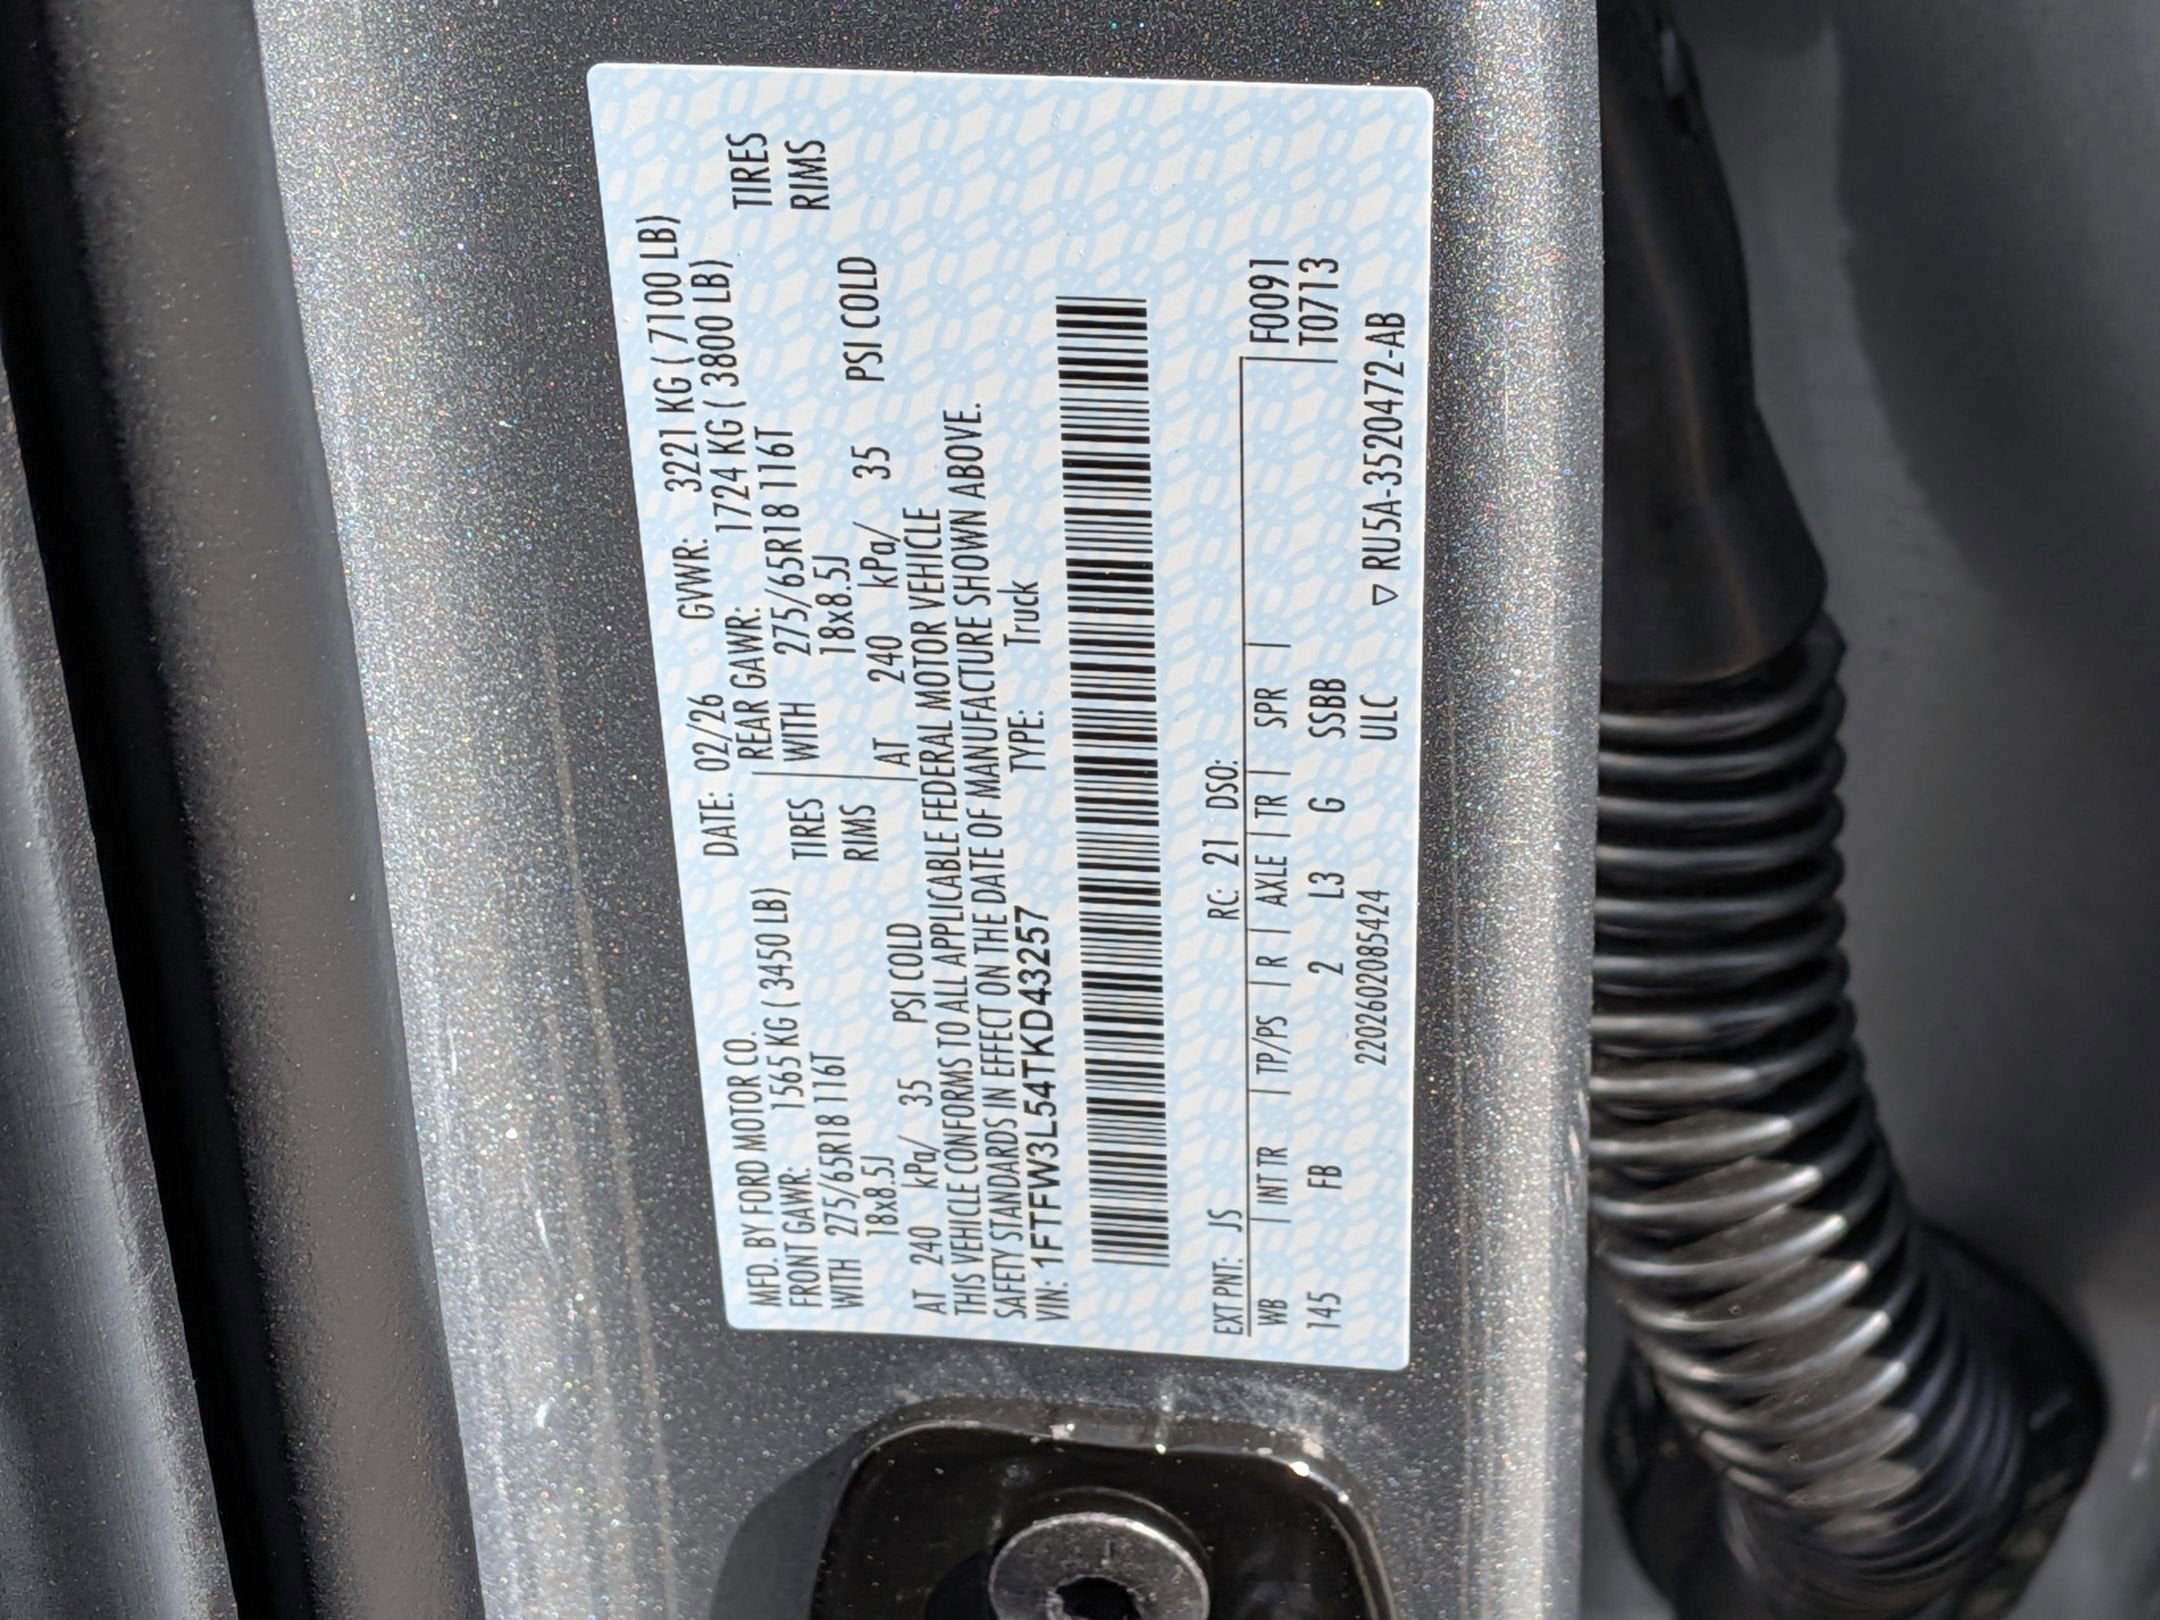 MFD. BY FORD MOTOR CO. DATE: 02/26 GVWR: 3221 KG ( 7100 LB)
FRONT GAWR: 1565 KG ( 3450 LB) REAR GAWR: 1724 KG ( 3800 LB)
WITH 275/65R18 116T TIRES WITH 275/65R18 116T TIRES
18x8.5J RIMS 18x8.5J RIMS
AT 240 kPa/ 35 PSI COLD AT 240 kPa/ 35 PSI COLD
THIS VEHICLE CONFORMS TO ALL APPLICABLE FEDERAL MOTOR VEHICLE
SAFETY STANDARDS IN EFFECT ON THE DATE OF MANUFACTURE SHOWN ABOVE.
VIN: 1FTFW3L54TKD43257 TYPE: Truck
EXT PNT: JS RC: 21 DSO:
WB | INT TR | TP/PS | R | AXLE | TR | SPR | F0091
145 FB 2 L3 G SSBB T0713
2202602085424 ULC ▽ RU5A-3520472-AB